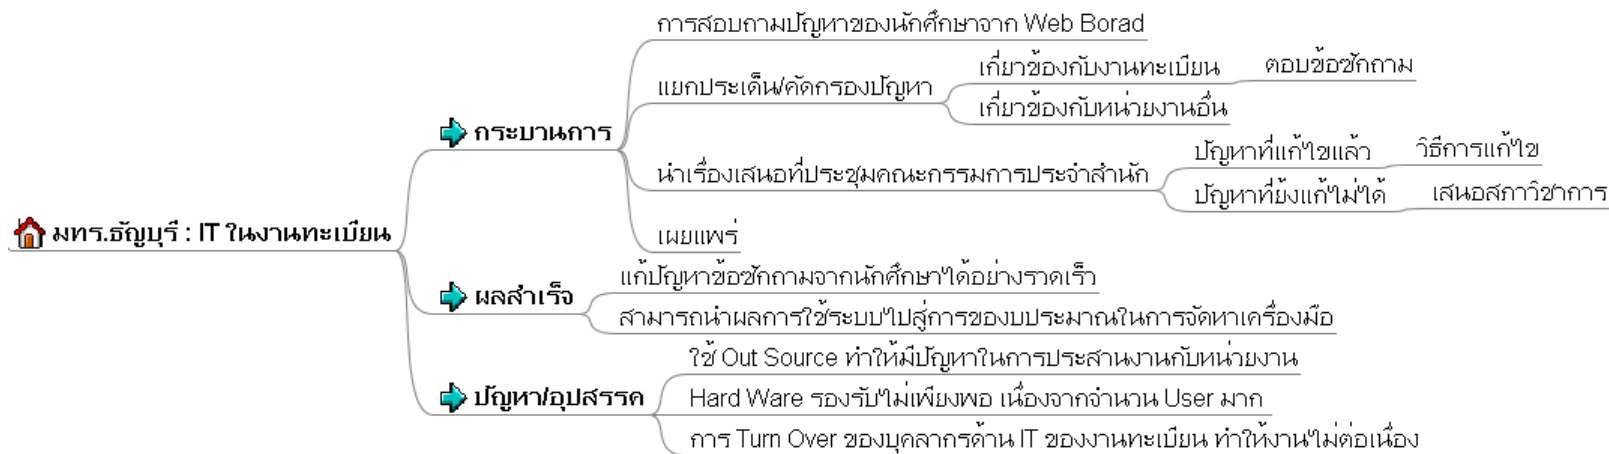 การสอบถามปัญหาของนักศึกษาจาก Web Borad
แยกประเด็น/คัดกรองปัญหา
เกี่ยวข้องกับงานทะเบียน
ตอบข้อซักถาม
เกี่ยวข้องกับหน่วยงานอื่น
กระบวนการ
นำเรื่องเสนอที่ประชุมคณะกรรมการประจำสำนัก
ปัญหาที่แก้ไขแล้ว
วิธีการแก้ไข
ปัญหาที่ยังแก้ไม่ได้
เสนอสภาวิชาการ
เผยแพร่
มทร.ธัญบุรี : IT ในงานทะเบียน
ผลสำเร็จ
แก้ปัญหาข้อซักถามจากนักศึกษาได้อย่างรวดเร็ว
สามารถนำผลการใช้ระบบไปสู่การของบประมาณในการจัดหาเครื่องมือ
ปัญหา/อุปสรรค
ใช้ Out Source ทำให้มีปัญหาในการประสานงานกับหน่วยงาน
Hard Ware รองรับไม่เพียงพอ เนื่องจากจำนวน User มาก
การ Turn Over ของบุคลากรด้าน IT ของงานทะเบียน ทำให้งานไม่ต่อเนื่อง